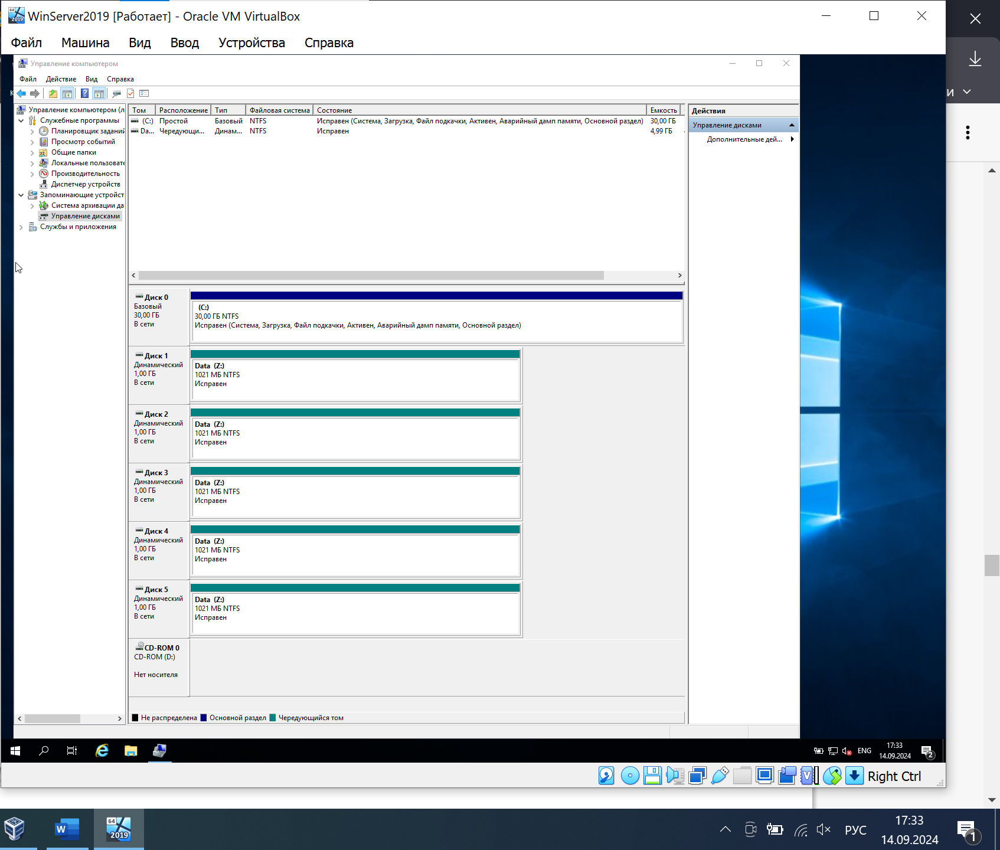 WinServer2019 [Работает] - Oracle VM VirtualBox
Файл Машина Вид Ввод Устройства Справка
Управление компьютером
Файл Действие Вид Справка
Управление компьютером (л
Служебные программы
Планировщик заданий
Просмотр событий
Общие папки
Локальные пользовате
Производительность
Диспетчер устройств
Запоминающие устройст
Система архивации да
Управление дисками
Службы и приложения
Том Расположение Тип Файловая система Состояние Емкость
(C:) Простой Базовый NTFS Исправен (Система, Загрузка, Файл подкачки, Активен, Аварийный дамп памяти, Основной раздел) 30,00 ГБ
Da... Чередующи... Динам... NTFS Исправен 4,99 ГБ
Действия
Управление дисками
Дополнительные дей...
Диск 0
Базовый
30,00 ГБ
В сети
(C:)
30,00 ГБ NTFS
Исправен (Система, Загрузка, Файл подкачки, Активен, Аварийный дамп памяти, Основной раздел)
Диск 1
Динамический
1,00 ГБ
В сети
Data (Z:)
1021 МБ NTFS
Исправен
Диск 2
Динамический
1,00 ГБ
В сети
Data (Z:)
1021 МБ NTFS
Исправен
Диск 3
Динамический
1,00 ГБ
В сети
Data (Z:)
1021 МБ NTFS
Исправен
Диск 4
Динамический
1,00 ГБ
В сети
Data (Z:)
1021 МБ NTFS
Исправен
Диск 5
Динамический
1,00 ГБ
В сети
Data (Z:)
1021 МБ NTFS
Исправен
CD-ROM 0
CD-ROM (D:)
Нет носителя
Не распределена Основной раздел Чередующийся том
ENG
17:33
14.09.2024
2
Right Ctrl
и
64
2019
W
РУС
17:33
14.09.2024
1